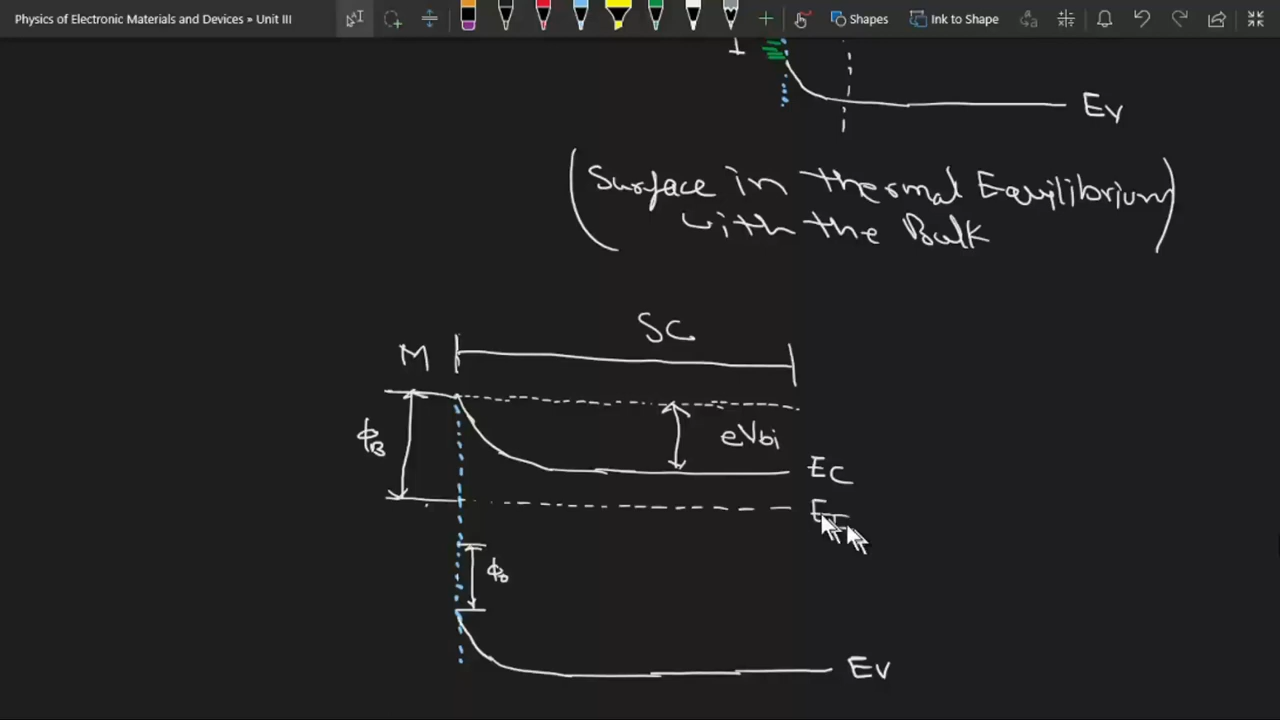 Physics of Electronic Materials and Devices » Unit III
Shapes
Ink to Shape
Ev
(Surface in thermal Equilibrium
with the Bulk)
SC
M
ϕB
eVbi
EC
ϕ0
Ev